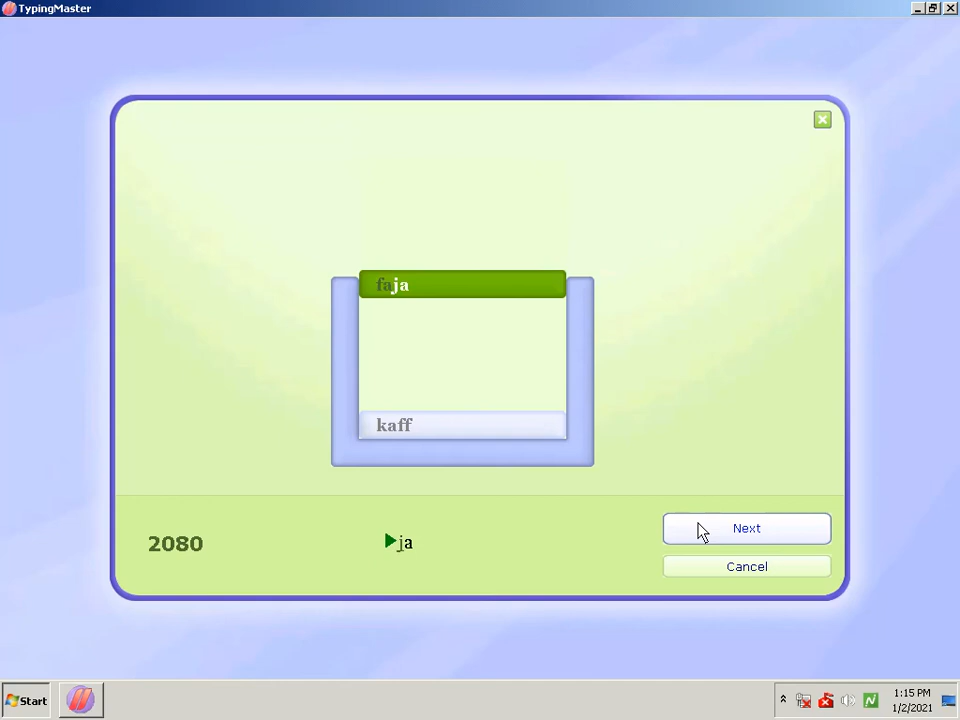 TypingMaster
faja
kaff
2080
ja
Next
Cancel
Start
1:15 PM
1/2/2021